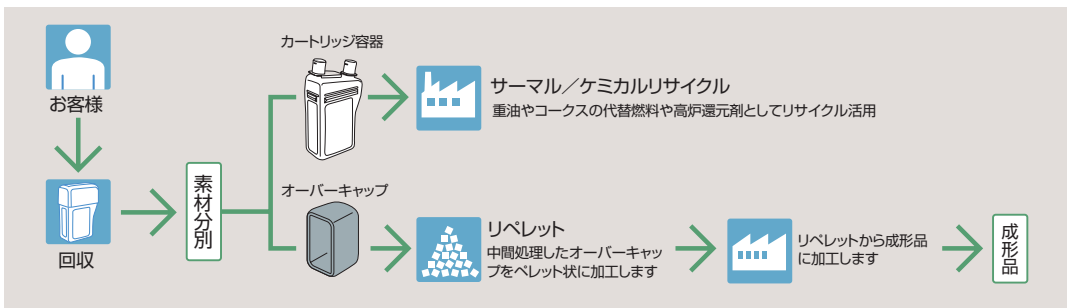 お客様
回収
素材分別
カートリッジ容器
サーマル／ケミカルリサイクル
重油やコークスの代替燃料や高炉還元剤としてリサイクル活用
オーバーキャップ
リペレット
中間処理したオーバーキャッ
プをペレット状に加工します
リペレットから成形品
に加工します
成形品